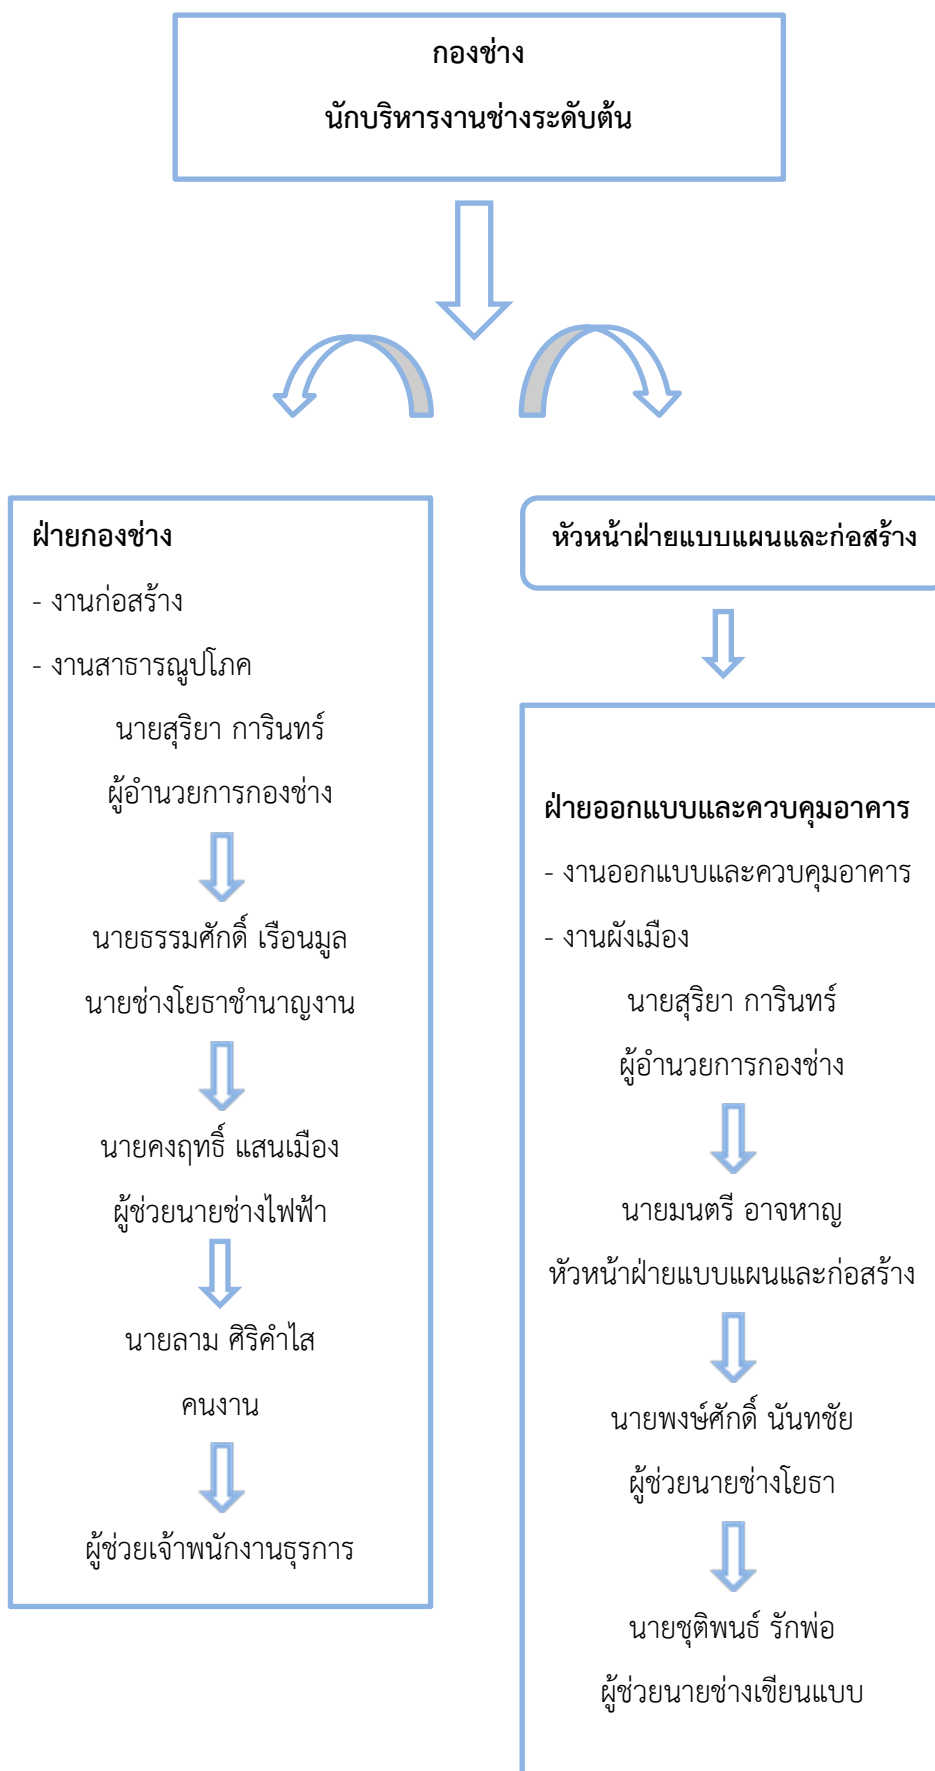 กองช่าง
นักบริหารงานช่างระดับต้น
ฝ่ายกองช่าง
- งานก่อสร้าง
- งานสาธารณูปโภค
นายสุริยา การินทร์
ผู้อำนวยการกองช่าง
นายธรรมศักดิ์ เรือนมูล
นายช่างโยธาชำนาญงาน
นายคงฤทธิ์ แสนเมือง
ผู้ช่วยนายช่างไฟฟ้า
นายลาม ศิริคำไส
คนงาน
ผู้ช่วยเจ้าพนักงานธุรการ
หัวหน้าฝ่ายแบบแผนและก่อสร้าง
ฝ่ายออกแบบและควบคุมอาคาร
- งานออกแบบและควบคุมอาคาร
- งานผังเมือง
นายสุริยา การินทร์
ผู้อำนวยการกองช่าง
นายมนตรี อาจหาญ
หัวหน้าฝ่ายแบบแผนและก่อสร้าง
นายพงษ์ศักดิ์ นันทชัย
ผู้ช่วยนายช่างโยธา
นายชุติพนธ์ รักพ่อ
ผู้ช่วยนายช่างเขียนแบบ